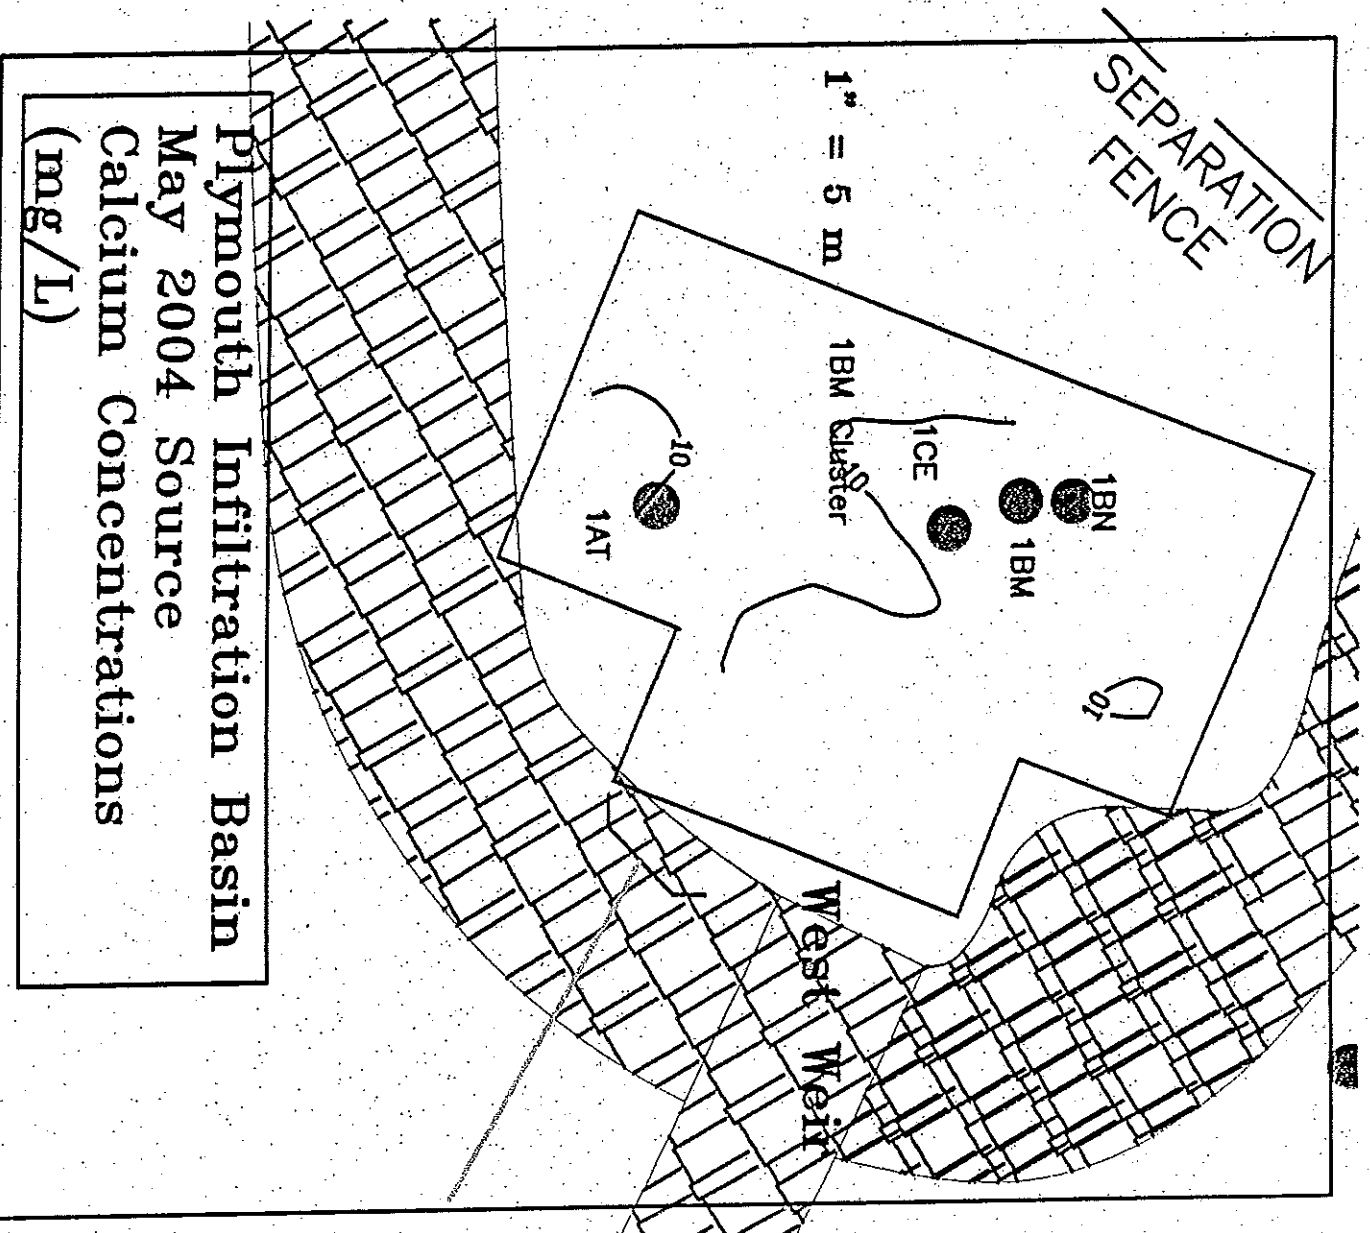 SEPARATION
FENCE
1" = 5 m
1BN
1BM
1CE
1BM Cluster
10
10
10
1AT
West Weir
Plymouth Infiltration Basin
May 2004 Source
Calcium Concentrations
(mg/L)